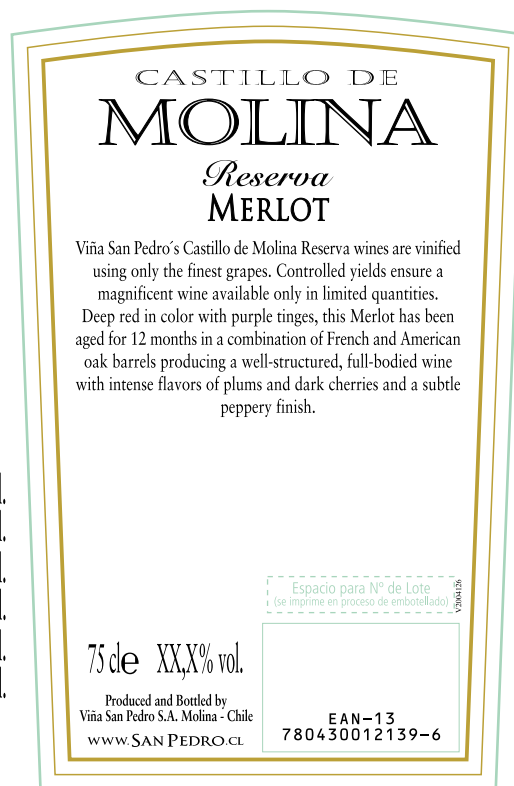 CASTILLO DE
MOLINA
Reserva
MERLOT
Viña San Pedro´s Castillo de Molina Reserva wines are vinified
using only the finest grapes. Controlled yields ensure a
magnificent wine available only in limited quantities.
Deep red in color with purple tinges, this Merlot has been
aged for 12 months in a combination of French and American
oak barrels producing a well-structured, full-bodied wine
with intense flavors of plums and dark cherries and a subtle
peppery finish.
Espacio para Nº de Lote
(se imprime en proceso de embotellado)
V2004126
75 cl℮ XX,X% vol.
Produced and Bottled by
Viña San Pedro S.A. Molina - Chile
WWW.SAN PEDRO.CL
EAN-13
780430012139-6